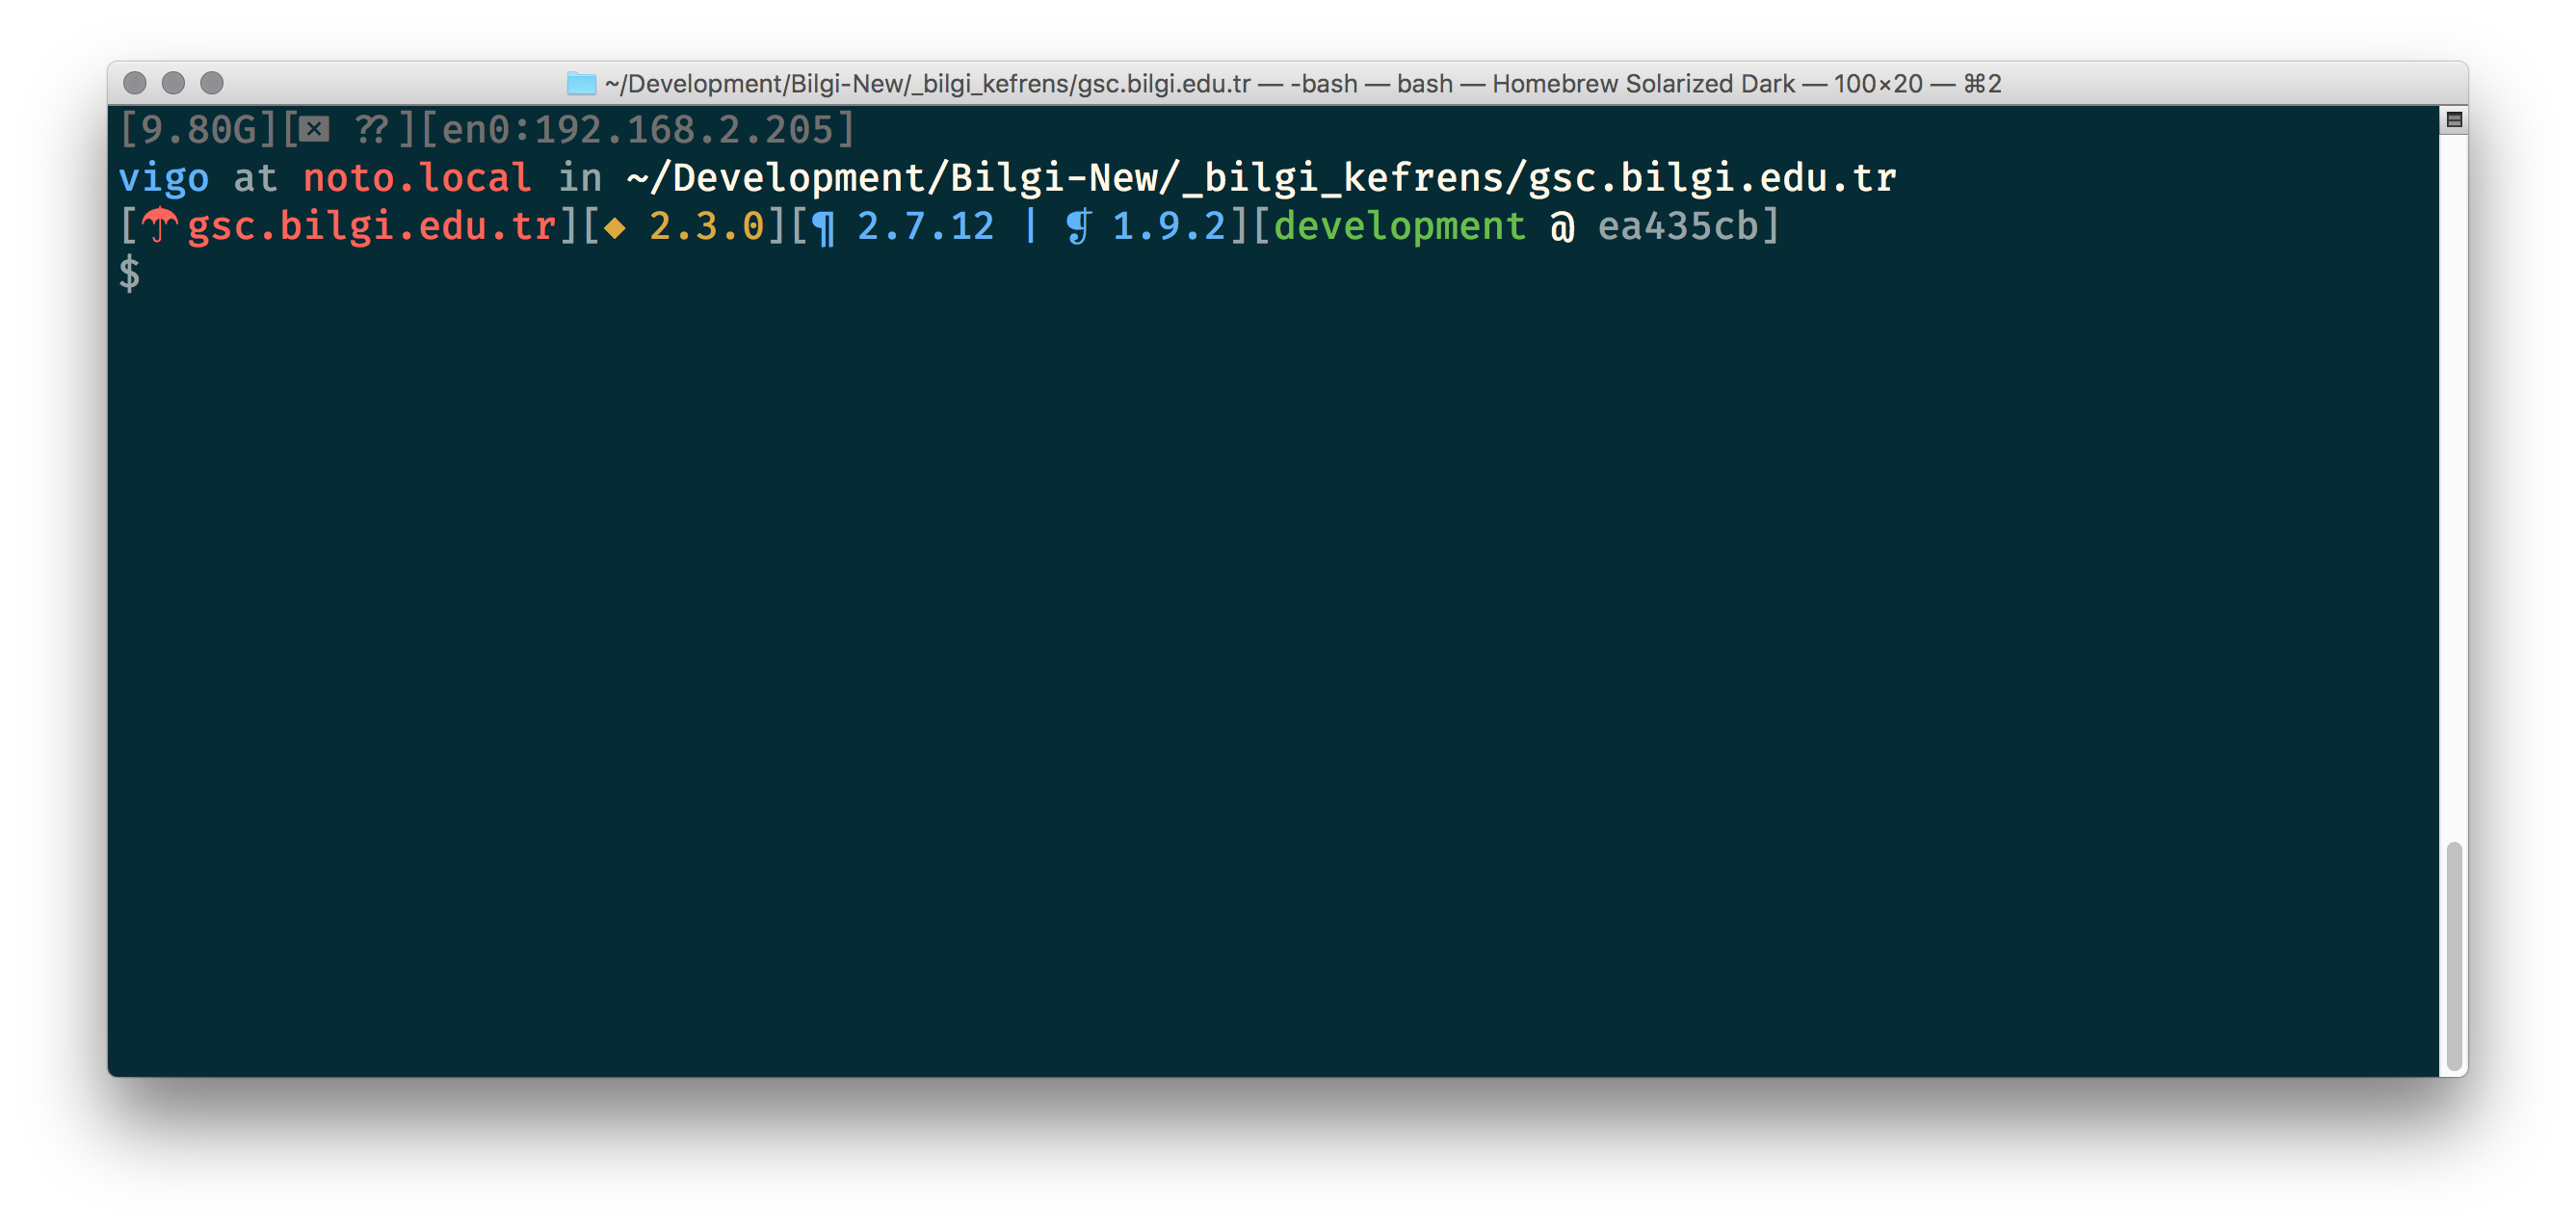 ~/Development/Bilgi-New/_bilgi_kefrens/gsc.bilgi.edu.tr — -bash — bash — Homebrew Solarized Dark — 100×20 — ⌘2
[9.80G][⌧ ??][en0:192.168.2.205]
vigo at noto.local in ~/Development/Bilgi-New/_bilgi_kefrens/gsc.bilgi.edu.tr
[☂gsc.bilgi.edu.tr][◆ 2.3.0][¶ 2.7.12 | ❡ 1.9.2][development @ ea435cb]
$